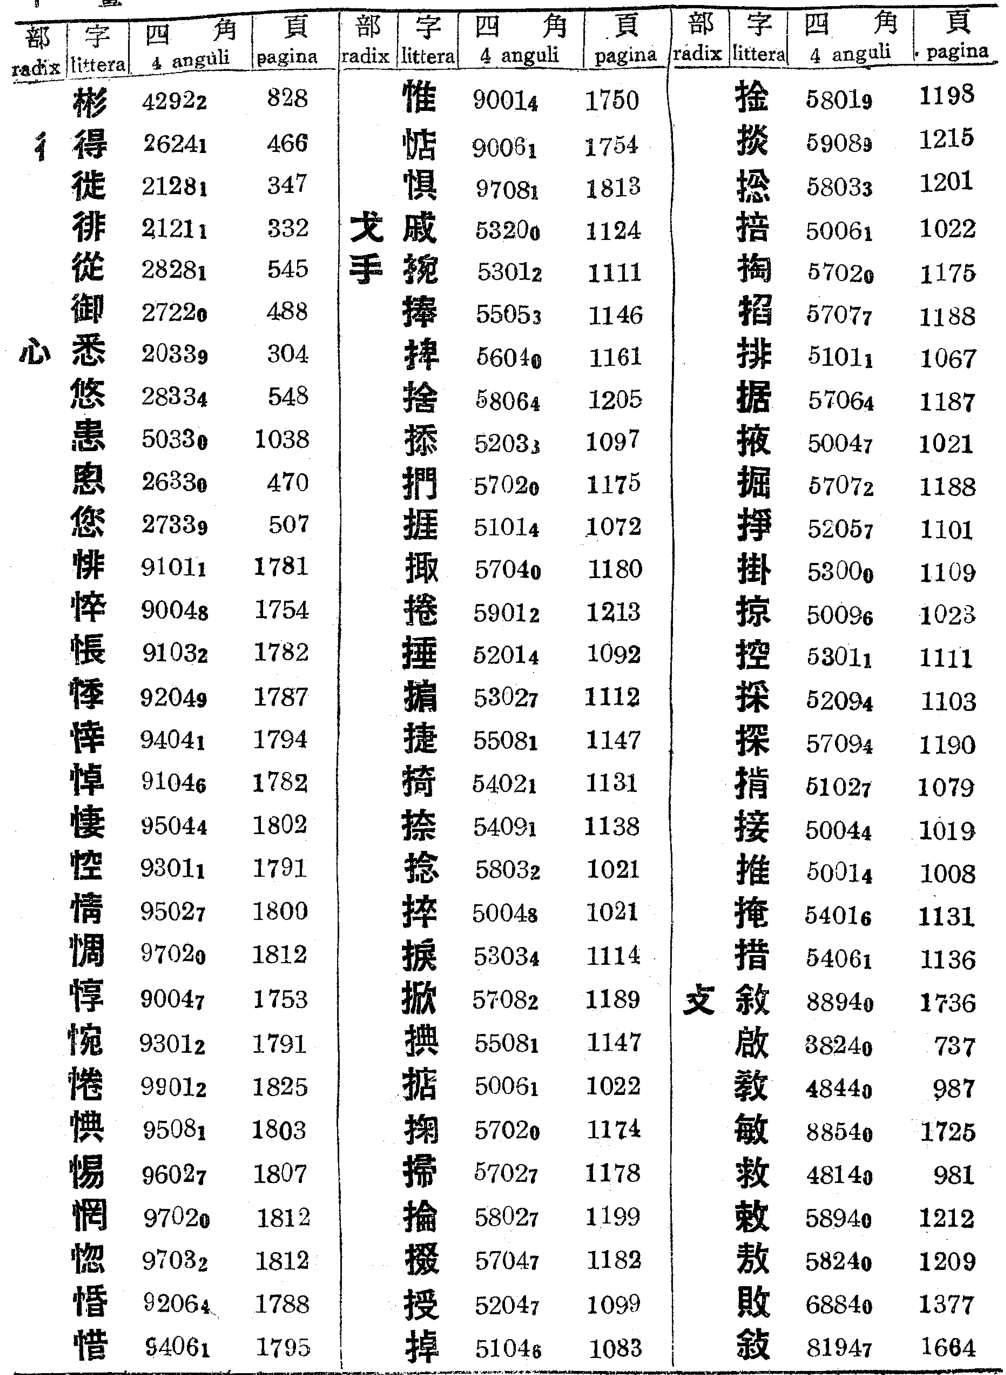 部 字 四角 頁
radix littera 4 anguli pagina
彬 42922 828
彳 得 26241 466
徙 21281 347
徘 21211 332
從 28281 545
御 27220 488
心 悉 20339 304
悠 28334 548
患 50330 1038
悤 26330 470
您 27339 507
悱 91011 1781
悴 90048 1754
悵 91032 1782
悸 92049 1787
悻 94041 1794
悼 91046 1782
悽 95044 1802
悾 93011 1791
情 95027 1800
惆 97020 1812
惇 90047 1753
惋 93012 1791
惓 99012 1825
惧 95081 1803
惕 96027 1807
惘 97020 1812
惚 97032 1812
惛 92064 1788
惜 94061 1795
部 字 四角 頁
radix littera 4 anguli pagina
惟 90014 1750
惦 90061 1754
惧 97081 1813
戈 戚 53200 1124
手 捥 53012 1111
捧 55053 1146
捭 56040 1161
捨 58064 1205
捺 52033 1097
捫 57020 1175
捱 51014 1072
掫 57040 1180
捲 59012 1213
捶 52014 1092
掮 53027 1112
捷 55081 1147
掎 54021 1131
捺 54091 1138
捻 58032 1021
捽 50048 1021
捩 53034 1114
掀 57082 1189
捵 55081 1147
掂 50061 1022
掬 57020 1174
掃 57027 1178
掄 58027 1199
掇 57047 1182
授 52047 1099
掉 51046 1083
部 字 四角 頁
radix littera 4 anguli pagina
捦 58019 1198
掞 59089 1215
捴 58033 1201
掊 50061 1022
掏 57020 1175
掐 57077 1188
排 51011 1067
据 57064 1187
掖 50047 1021
掘 57072 1188
掙 52057 1101
掛 53000 1109
掠 50096 1023
控 53011 1111
採 52094 1103
探 57094 1190
掯 51027 1079
接 50044 1019
推 50014 1008
掩 54016 1131
措 54061 1136
攴 敘 88940 1736
啟 38240 737
教 48440 987
敏 88540 1725
救 48140 981
敕 58940 1212
敖 58240 1209
敗 68840 1377
敍 81947 1664